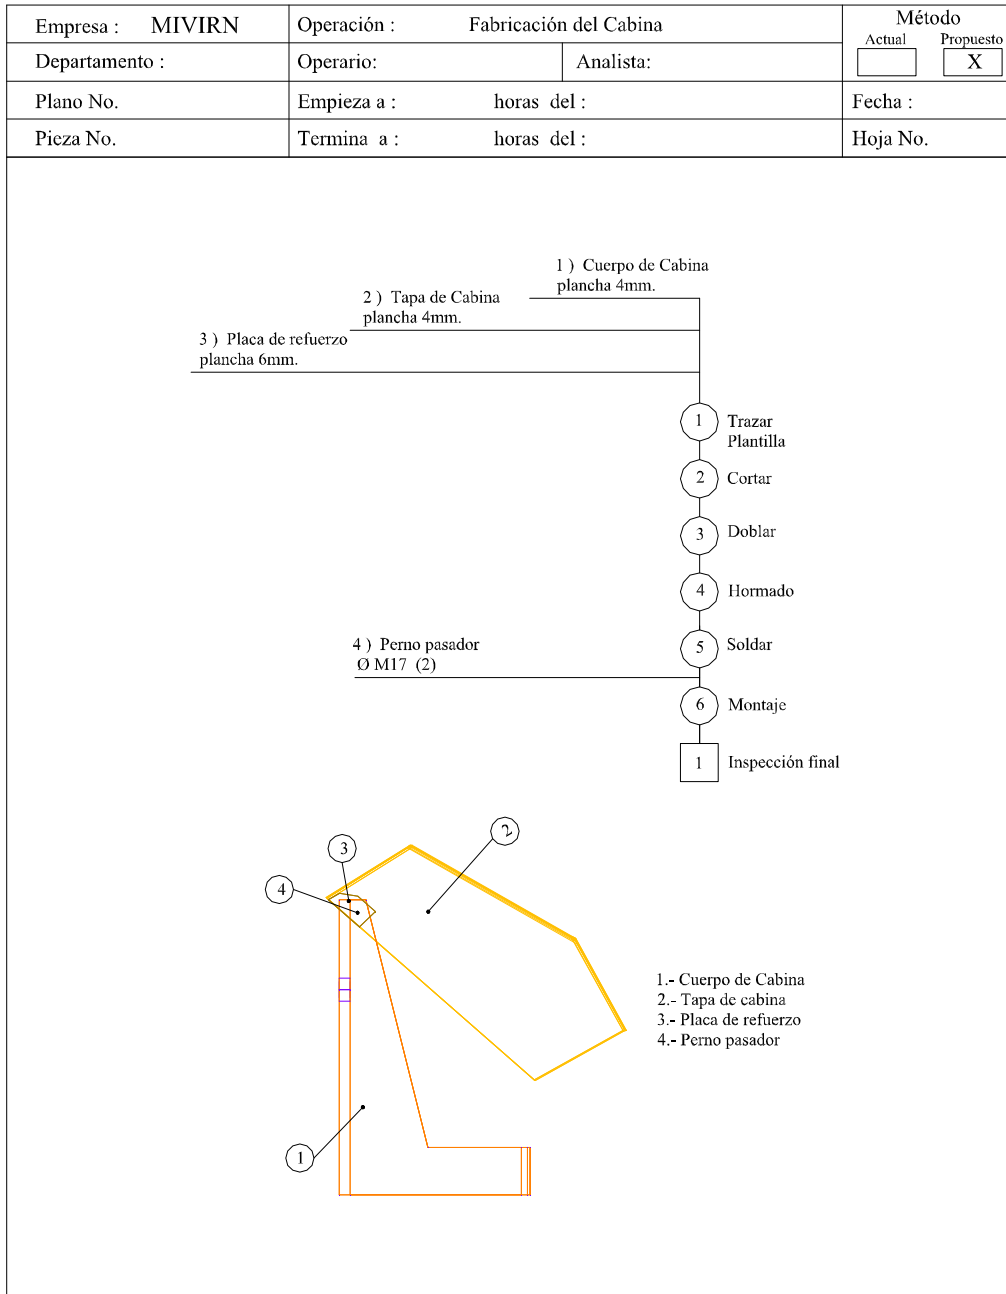 Empresa : MIVIRN
Operación : Fabricación del Cabina
Método
Actual Propuesto
X
Departamento :
Operario:
Analista:
Plano No.
Empieza a : horas del :
Fecha :
Pieza No.
Termina a : horas del :
Hoja No.
1 ) Cuerpo de Cabina
plancha 4mm.
2 ) Tapa de Cabina
plancha 4mm.
3 ) Placa de refuerzo
plancha 6mm.
1 Trazar
Plantilla
2 Cortar
3 Doblar
4 Hormado
5 Soldar
4 ) Perno pasador
Ø M17 (2)
6 Montaje
1 Inspección final
2
3
4
1
1.- Cuerpo de Cabina
2.- Tapa de cabina
3.- Placa de refuerzo
4.- Perno pasador